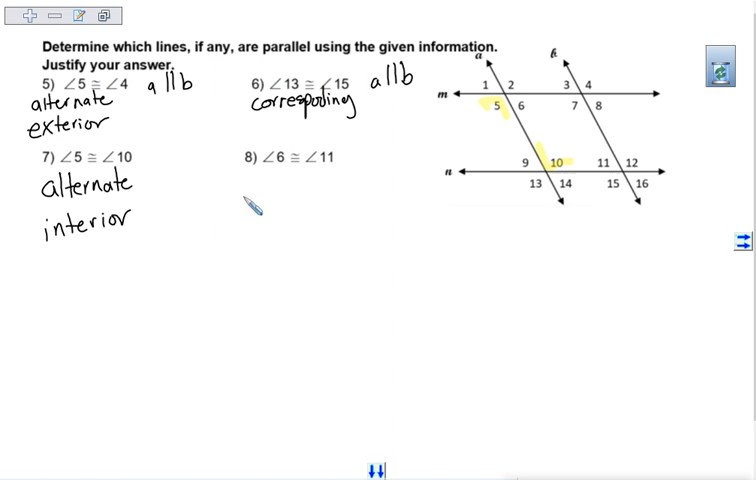 Determine which lines, if any, are parallel using the given information.
Justify your answer.
5) ∠5 ≅ ∠4 a || b
alternate
exterior
6) ∠13 ≅ ∠15 a || b
correspoding
7) ∠5 ≅ ∠10
alternate
interior
8) ∠6 ≅ ∠11
a b
1 2 3 4
m
5 6 7 8
9 10 11 12
n
13 14 15 16